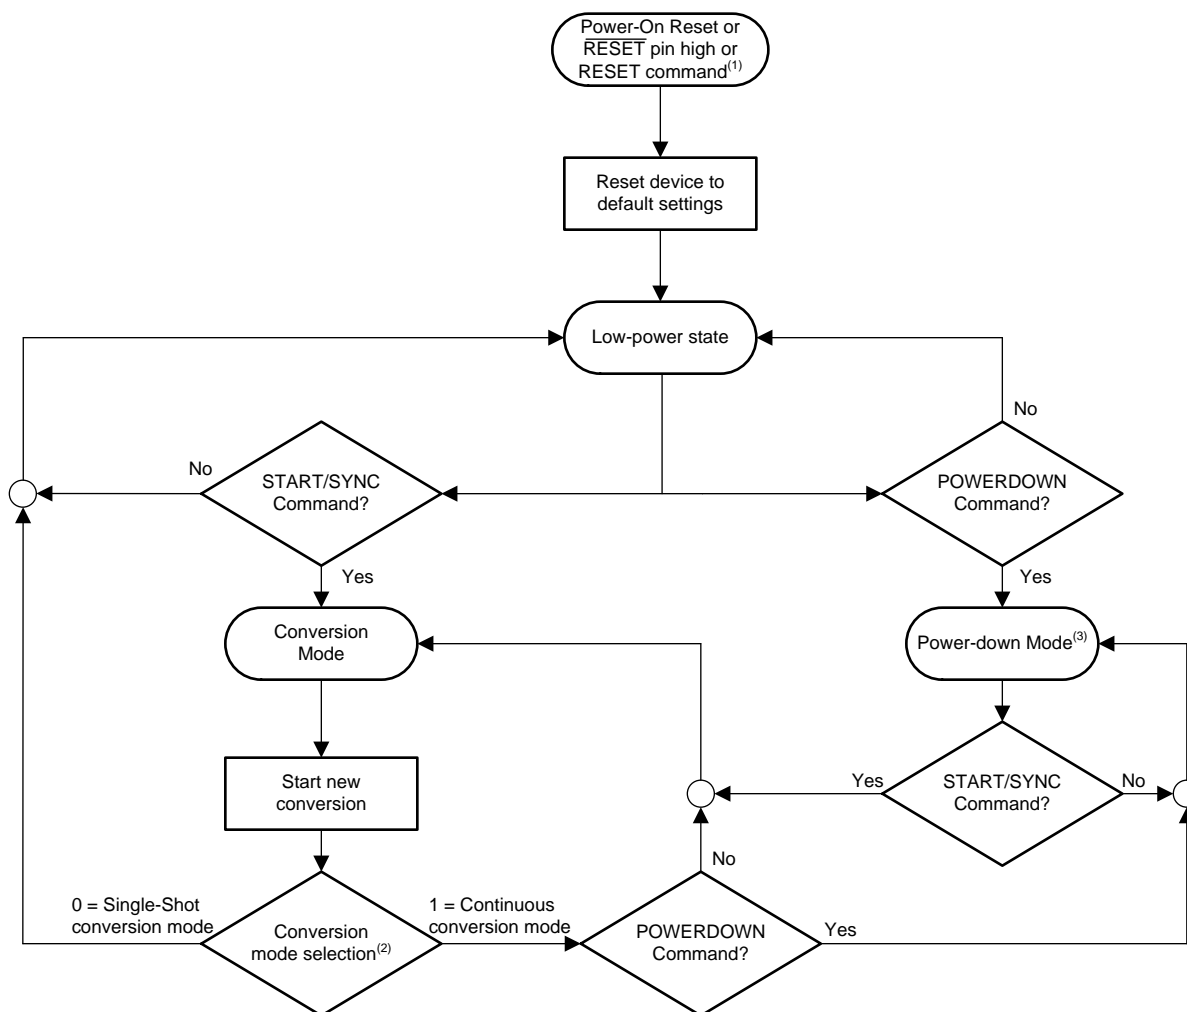 Power-On Reset or
RESET pin high or
RESET command(1)
Reset device to
default settings
Low-power state
No
No
START/SYNC
Command?
POWERDOWN
Command?
Yes
Yes
Conversion
Mode
Power-down Mode(3)
Start new
conversion
Yes
START/SYNC
Command?
No
No
0 = Single-Shot
conversion mode
Conversion
mode selection(2)
1 = Continuous
conversion mode
POWERDOWN
Command?
Yes